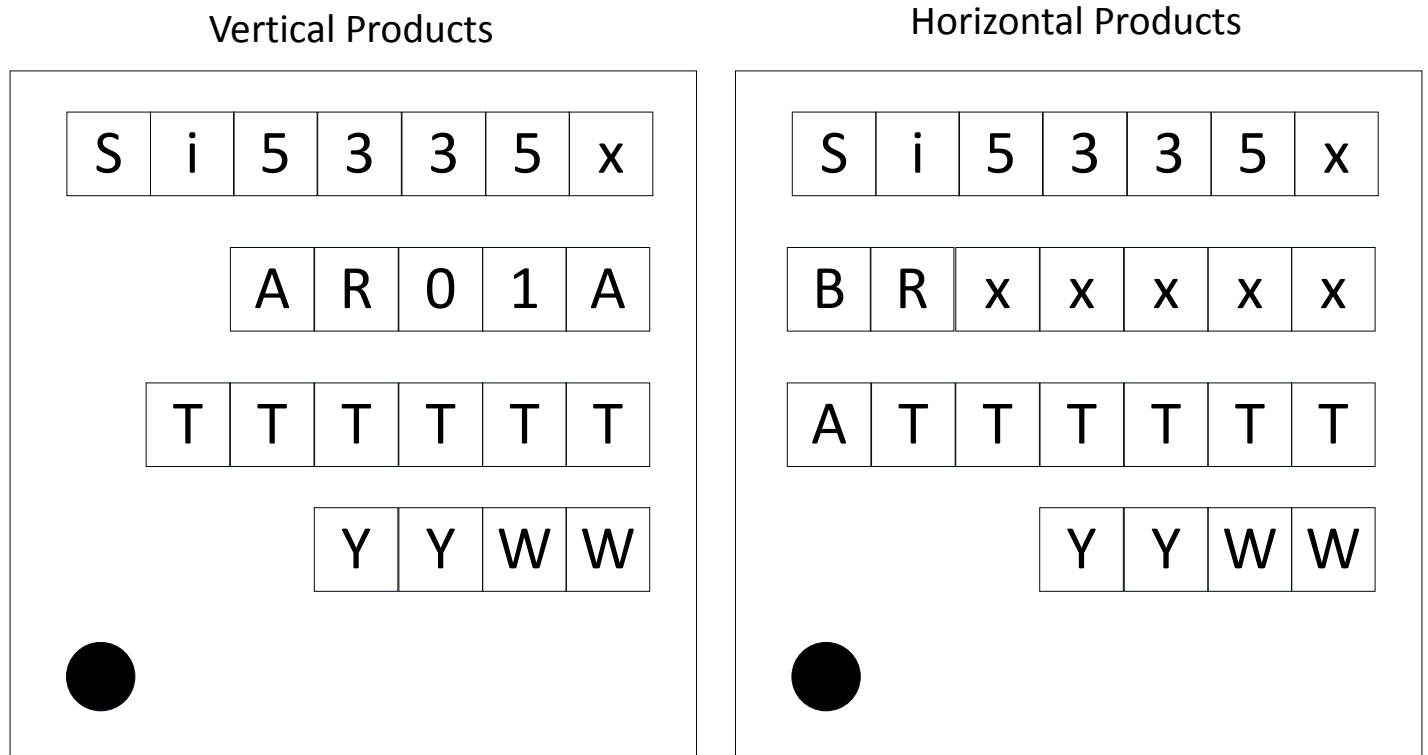 Vertical Products
Si5335x
AR01A
TTTTTT
YYWW
Horizontal Products
Si5335x
BRxxxxx
ATTTTTT
YYWW